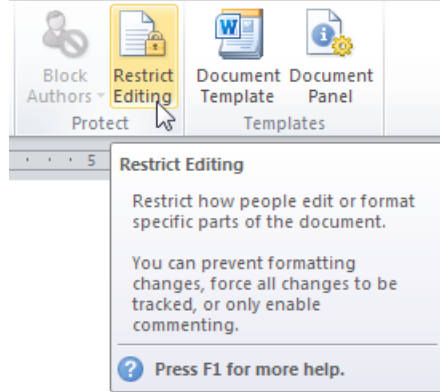 Block Authors
Restrict Editing
Document Template
Document Panel
Protect
Templates
5
Restrict Editing
Restrict how people edit or format
specific parts of the document.
You can prevent formatting
changes, force all changes to be
tracked, or only enable
commenting.
Press F1 for more help.